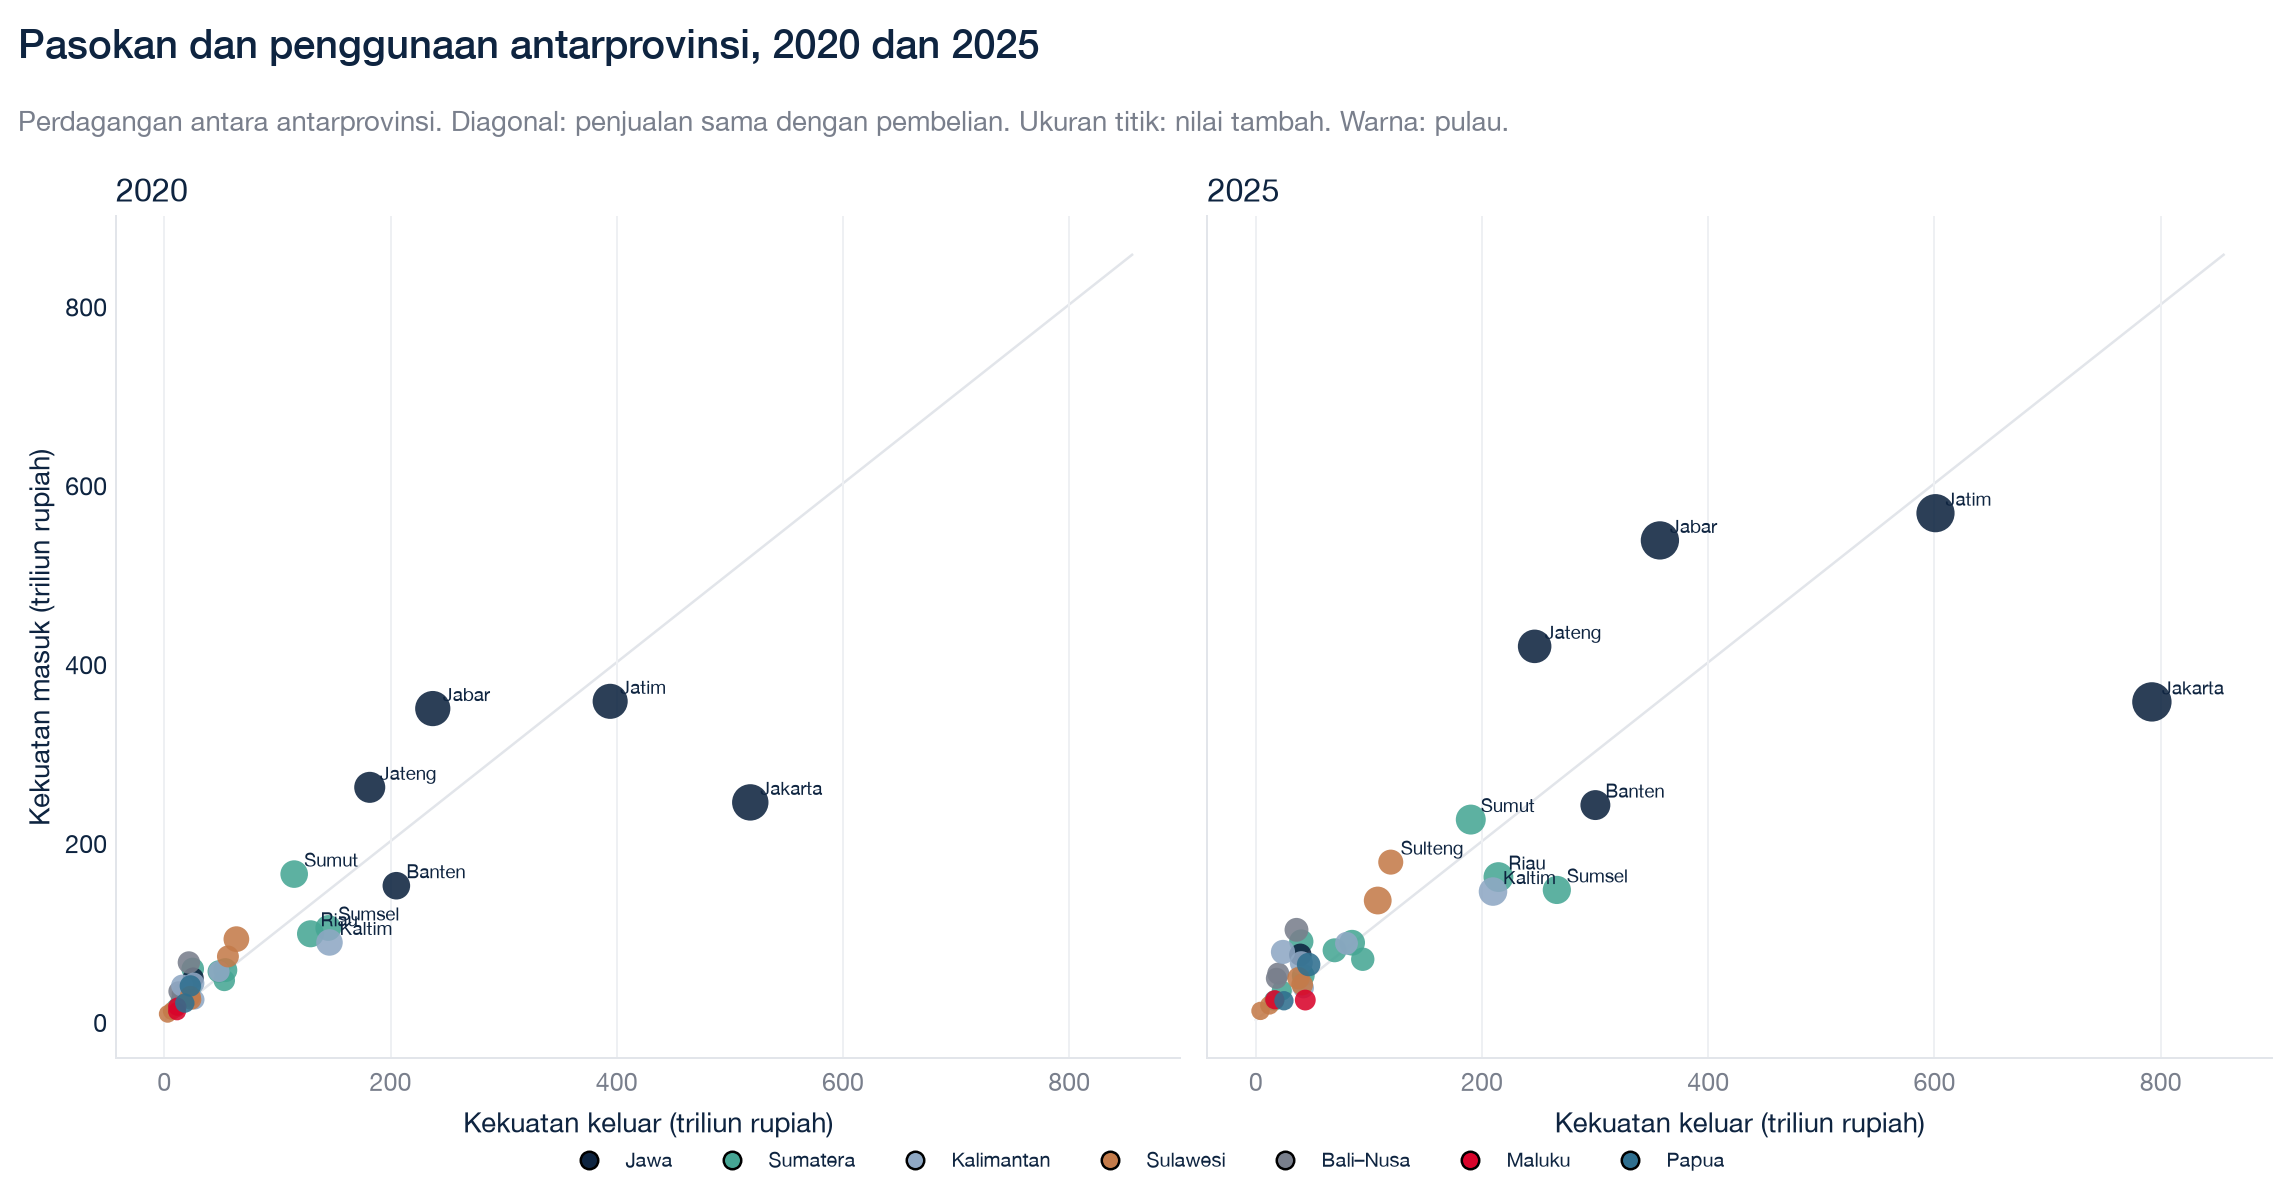 Pasokan dan penggunaan antarprovinsi, 2020 dan 2025
Perdagangan antara antarprovinsi. Diagonal: penjualan sama dengan pembelian. Ukuran titik: nilai tambah. Warna: pulau.
2020
Kekuatan masuk (triliun rupiah)
800
600
400
200
0
Jabar
Jatim
Jateng
Jakarta
Sumut
Banten
Sumsel
Riau
Kaltim
0
200
400
600
800
Kekuatan keluar (triliun rupiah)
2025
Jatim
Jabar
Jateng
Jakarta
Banten
Sumut
Sulteng
Riau
Kaltim
Sumsel
0
200
400
600
800
Kekuatan keluar (triliun rupiah)
Jawa
Sumatera
Kalimantan
Sulawesi
Bali–Nusa
Maluku
Papua